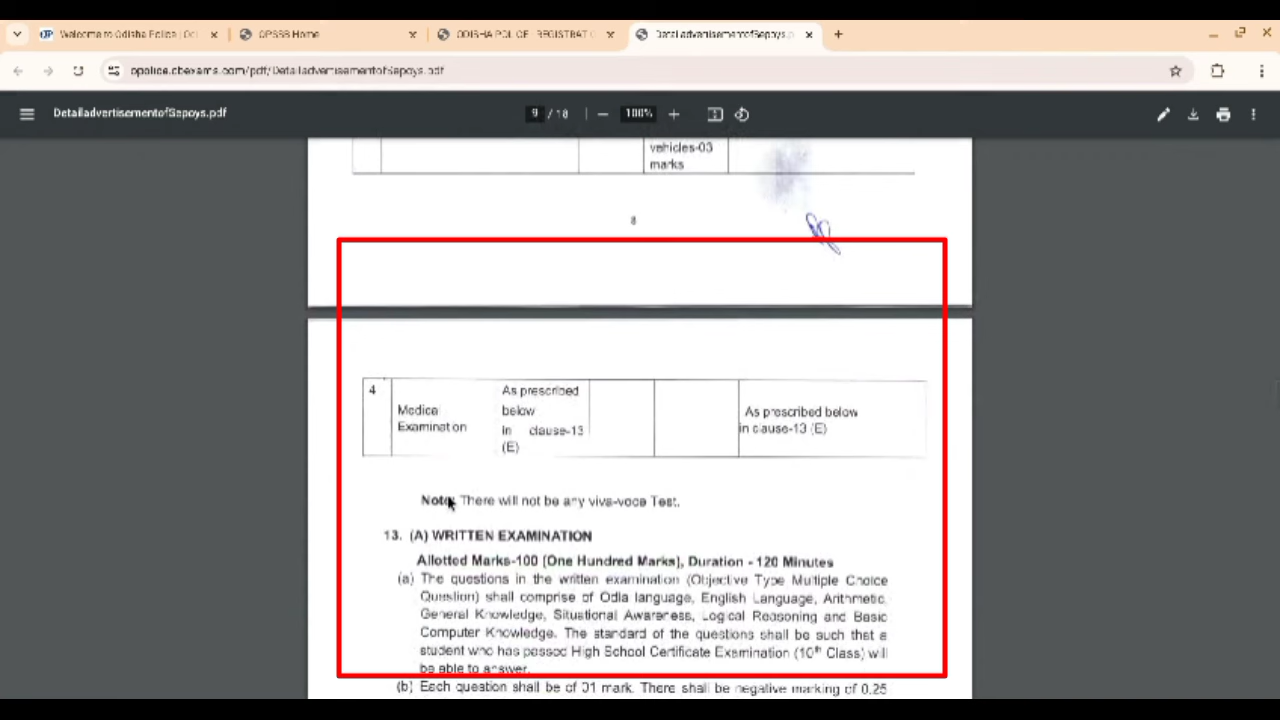 Welcome to Odisha Police | Od
OPSSB Home
ODISHA POLICE - REGISTRATIO
DetailadvertisementofSepoys.p
opolice.cbexams.com/pdf/DetailadvertisementofSepoys.pdf
DetailadvertisementofSepoys.pdf
9 / 18
100%
vehicles-03
marks
8
4
Medical
Examination
As prescribed
below
in clause-13
(E)
As prescribed below
in clause-13 (E)
Note: There will not be any viva-voce Test.
13. (A) WRITTEN EXAMINATION
Allotted Marks-100 (One Hundred Marks), Duration - 120 Minutes
(a) The questions in the written examination (Objective Type Multiple Choice
Question) shall comprise of Odia language, English Language, Arithmetic,
General Knowledge, Situational Awareness, Logical Reasoning and Basic
Computer Knowledge. The standard of the questions shall be such that a
student who has passed High School Certificate Examination (10th Class) will
be able to answer.
(b) Each question shall be of 01 mark. There shall be negative marking of 0.25